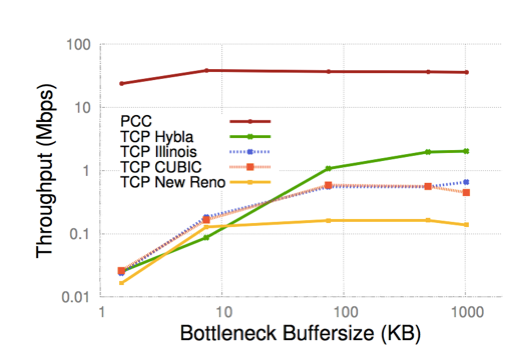 100
10
1
0.1
0.01
Throughput (Mbps)
PCC
TCP Hybla
TCP Illinois
TCP CUBIC
TCP New Reno
1
10
100
1000
Bottleneck Buffersize (KB)